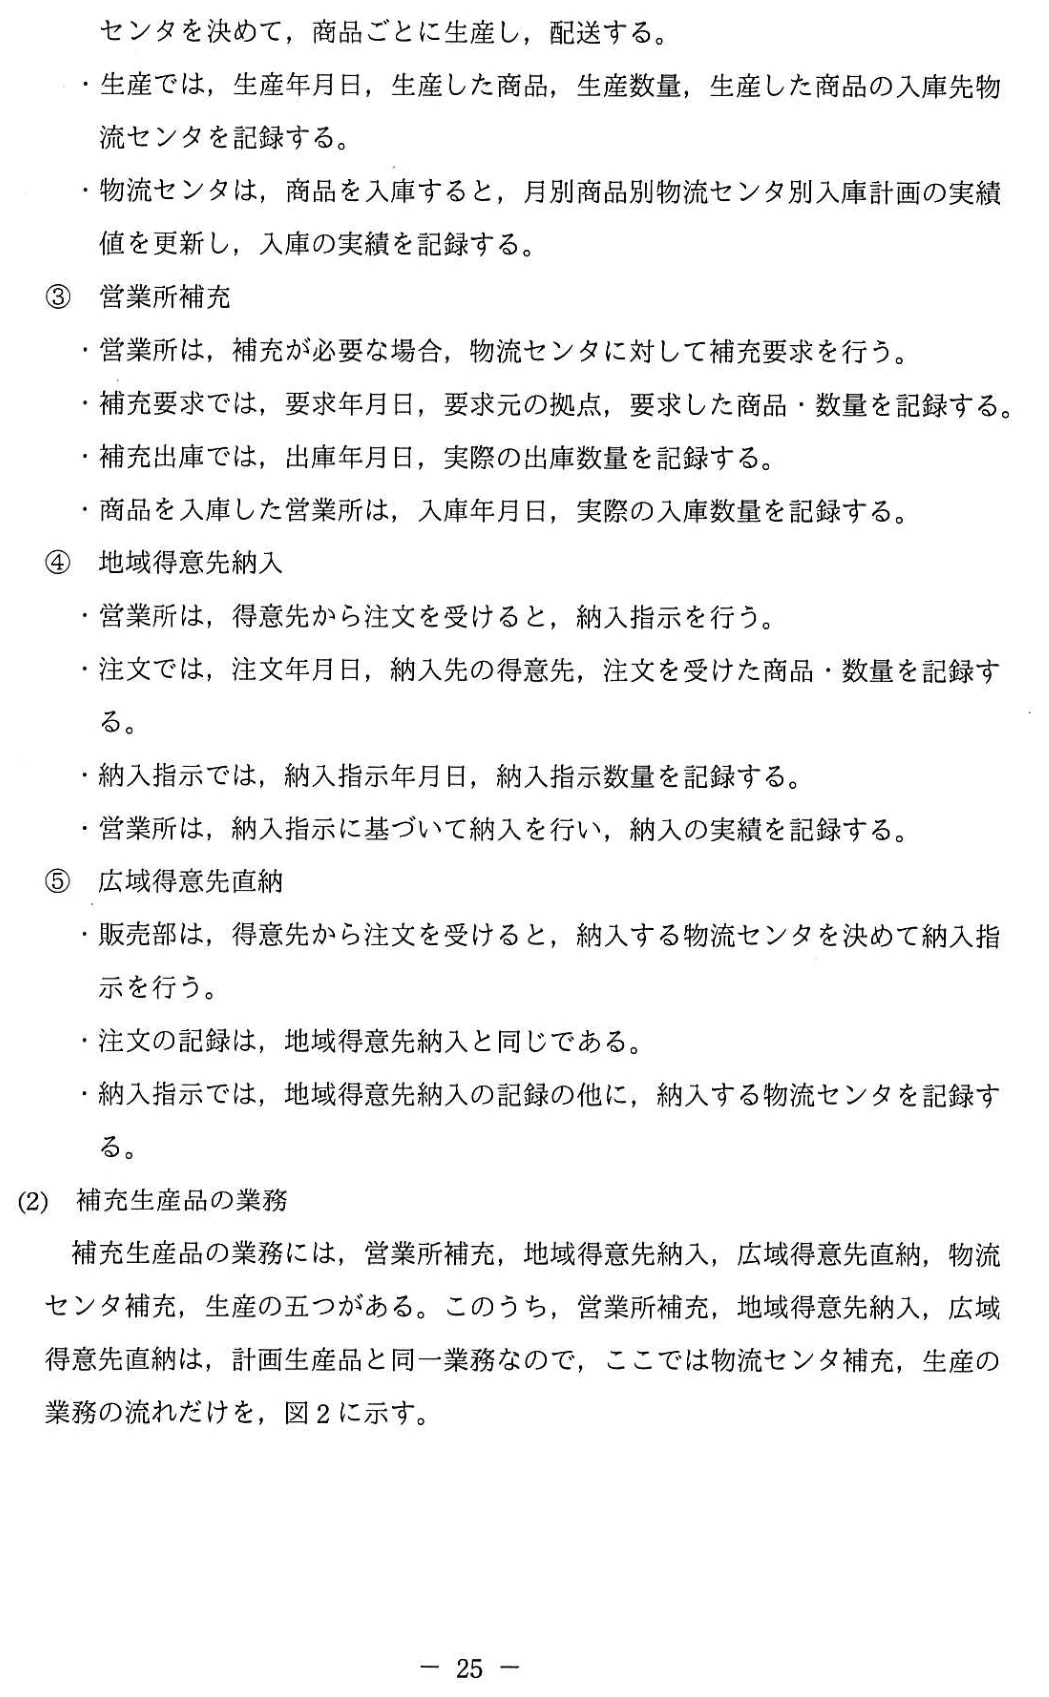 センタを決めて，商品ごとに生産し，配送する。
・生産では，生産年月日，生産した商品，生産数量，生産した商品の入庫先物
流センタを記録する。
・物流センタは，商品を入庫すると，月別商品別物流センタ別入庫計画の実績
値を更新し，入庫の実績を記録する。
③　営業所補充
・営業所は，補充が必要な場合，物流センタに対して補充要求を行う。
・補充要求では，要求年月日，要求元の拠点，要求した商品・数量を記録する。
・補充出庫では，出庫年月日，実際の出庫数量を記録する。
・商品を入庫した営業所は，入庫年月日，実際の入庫数量を記録する。
④　地域得意先納入
・営業所は，得意先から注文を受けると，納入指示を行う。
・注文では，注文年月日，納入先の得意先，注文を受けた商品・数量を記録す
る。
・納入指示では，納入指示年月日，納入指示数量を記録する。
・営業所は，納入指示に基づいて納入を行い，納入の実績を記録する。
⑤　広域得意先直納
・販売部は，得意先から注文を受けると，納入する物流センタを決めて納入指
示を行う。
・注文の記録は，地域得意先納入と同じである。
・納入指示では，地域得意先納入の記録の他に，納入する物流センタを記録す
る。
(2)　補充生産品の業務
補充生産品の業務には，営業所補充，地域得意先納入，広域得意先直納，物流
センタ補充，生産の五つがある。このうち，営業所補充，地域得意先納入，広域
得意先直納は，計画生産品と同一業務なので，ここでは物流センタ補充，生産の
業務の流れだけを，図2に示す。
－ 25 －